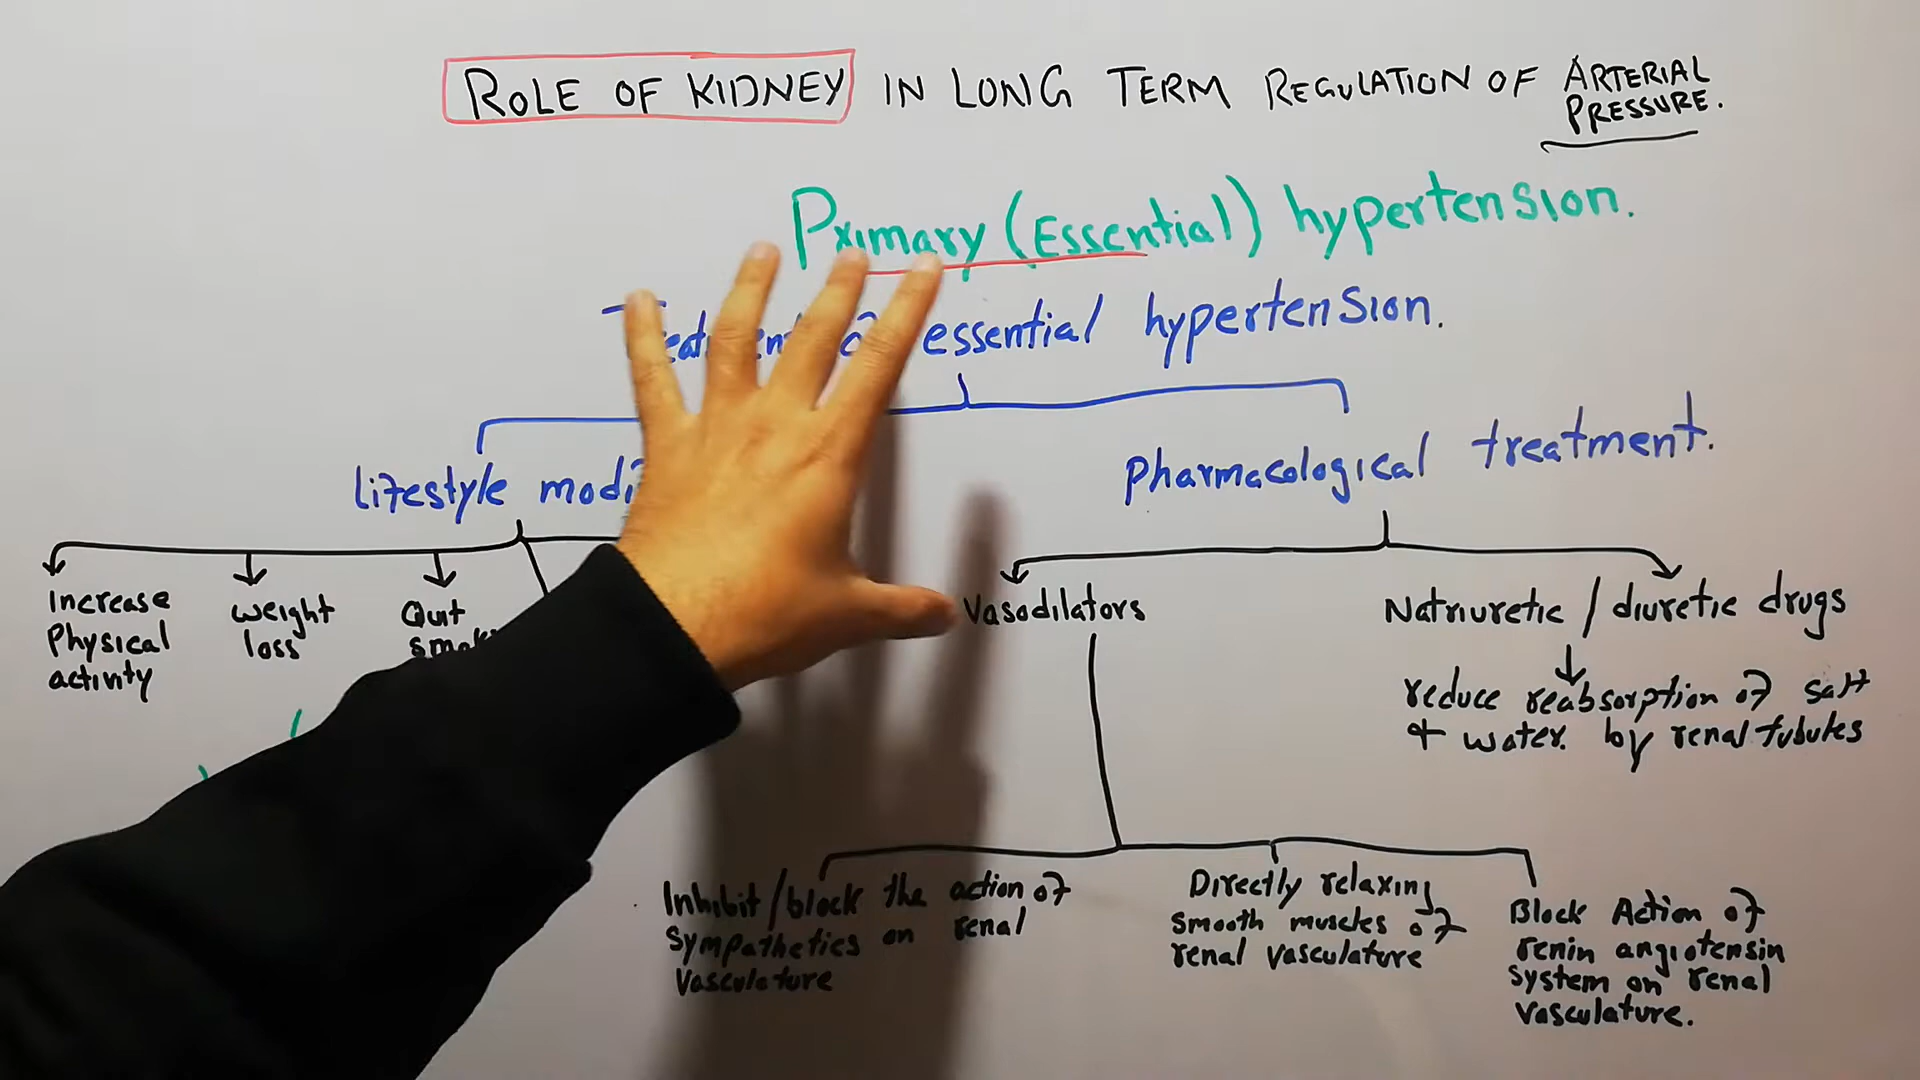 ROLE OF KIDNEY IN LONG TERM REGULATION OF ARTERIAL
PRESSURE.
Primary (Essential) hypertension.
essential hypertension.
Lifestyle
Pharmacological treatment.
Increase
Physical
activity
weight
loss
Quit
Vasodilators
Natriuretic / diuretic drugs
reduce reabsorption of salt
+ water. by renal tubules
Inhibit/block the action of
sympathetics on renal
Vasculature
Directly relaxing
smooth muscles of
renal vasculature
Block Action of
renin angiotensin
system on renal
vasculature.